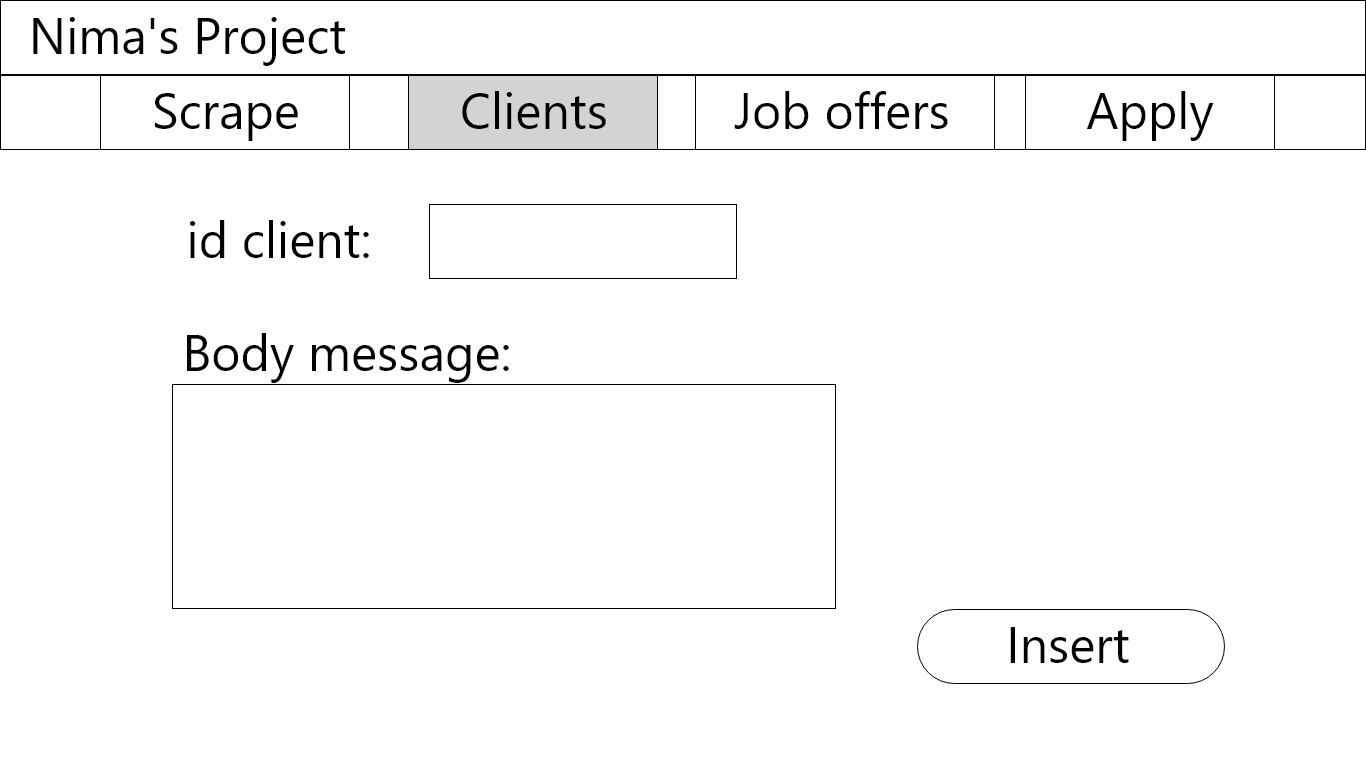 Nima's Project
Scrape Clients Job offers Apply
id client:
Body message:
Insert